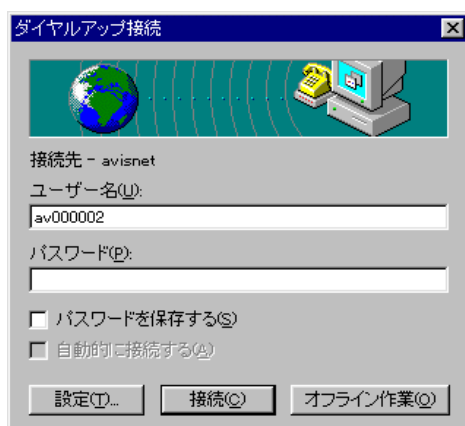 ダイヤルアップ接続
接続先 - avisnet
ユーザー名(U):
av000002
パスワード(P):
パスワードを保存する(S)
自動的に接続する(A)
設定(T)... 接続(C) オフライン作業(O)